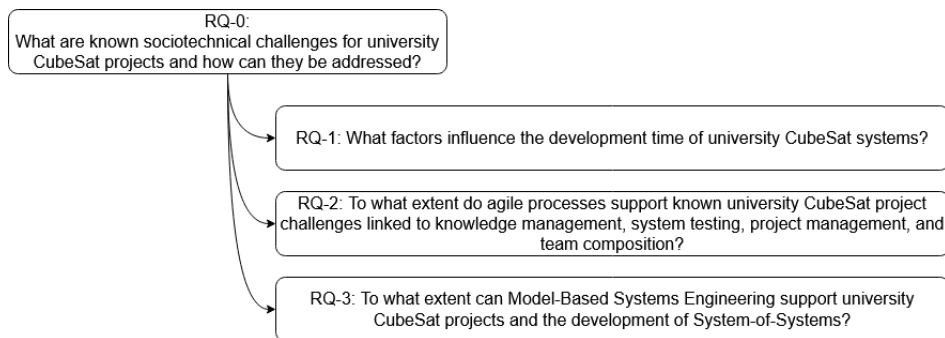 RQ-0:
What are known sociotechnical challenges for university
CubeSat projects and how can they be addressed?
RQ-1: What factors influence the development time of university CubeSat systems?
RQ-2: To what extent do agile processes support known university CubeSat project
challenges linked to knowledge management, system testing, project management, and
team composition?
RQ-3: To what extent can Model-Based Systems Engineering support university
CubeSat projects and the development of System-of-Systems?